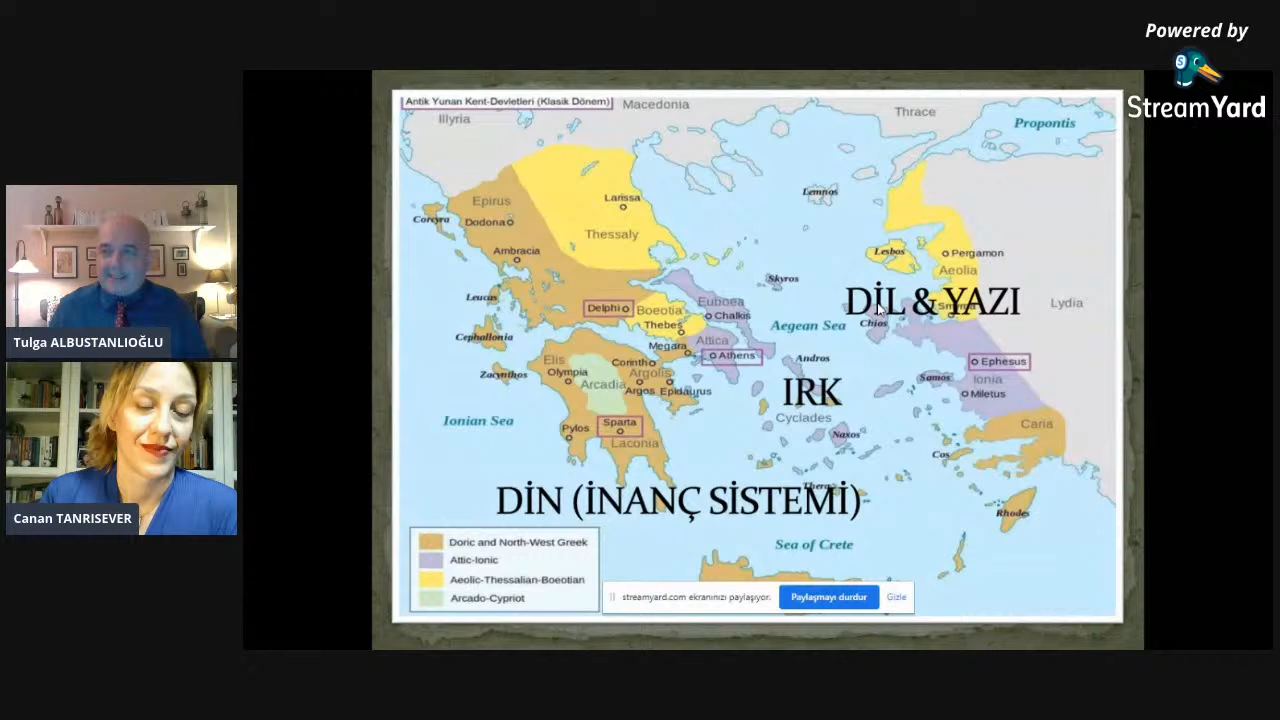 Powered by
StreamYard
Tulga ALBUSTANLIOĞLU
Canan TANRISEVER
Antik Yunan Kent-Devletleri (Klasik Dönem)
Macedonia
Thrace
Illyria
Propontis
Larissa
Lemnos
Epirus
Corcyra
Dodona
Thessaly
Ambracia
Lesbos
Pergamon
Aeolia
Skyros
Leucas
Euboea
DİL & YAZI
Lydia
Delphi
Boeotia
Chalkis
Smyrna
Thebes
Aegean Sea
Chios
Cephallonia
Attica
Megara
Athens
Elis
Corinth
Andros
Ephesus
Olympia
Argolis
Zacynthos
Arcadia
Samos
Ionia
Argos
Epidaurus
IRK
Miletus
Ionian Sea
Cyclades
Sparta
Caria
Pylos
Naxos
Laconia
Cos
Thera
DİN (İNANÇ SİSTEMİ)
Rhodes
Sea of Crete
Doric and North-West Greek
Attic-Ionic
Aeolic-Thessalian-Boeotian
Arcado-Cypriot
streamyard.com ekranınızı paylaşıyor.
Paylaşmayı durdur
Gizle